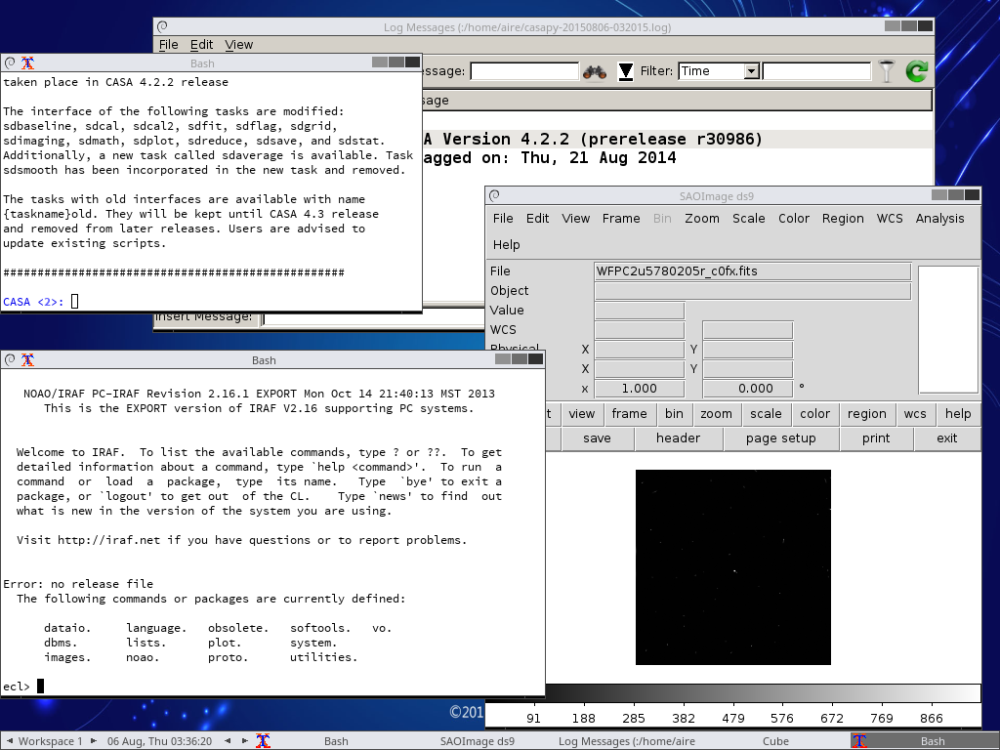 Log Messages (:/home/aire/casapy-20150806-032015.log)
File Edit View
ssage: Filter: Time
sage
A Version 4.2.2 (prerelease r30986)
agged on: Thu, 21 Aug 2014
Insert Message:
Bash
taken place in CASA 4.2.2 release
The interface of the following tasks are modified:
sdbaseline, sdcal, sdcal2, sdfit, sdflag, sdgrid,
sdimaging, sdmath, sdplot, sdreduce, sdsave, and sdstat.
Additionally, a new task called sdaverage is available. Task
sdsmooth has been incorporated in the new task and removed.
The tasks with old interfaces are available with name
{taskname}old. They will be kept until CASA 4.3 release
and removed from later releases. Users are advised to
update existing scripts.
##################################################
CASA <2>:
SAOImage ds9
File Edit View Frame Bin Zoom Scale Color Region WCS Analysis
Help
File WFPC2u5780205r_c0fx.fits
Object
Value
WCS
Physical X Y
X Y
x 1.000 0.000 °
t view frame bin zoom scale color region wcs help
save header page setup print exit
91 188 285 382 479 576 672 769 866
Bash
NOAO/IRAF PC-IRAF Revision 2.16.1 EXPORT Mon Oct 14 21:40:13 MST 2013
This is the EXPORT version of IRAF V2.16 supporting PC systems.
Welcome to IRAF. To list the available commands, type ? or ??. To get
detailed information about a command, type `help <command>'. To run a
command or load a package, type its name. Type `bye' to exit a
package, or `logout' to get out of the CL. Type `news' to find out
what is new in the version of the system you are using.
Visit http://iraf.net if you have questions or to report problems.
Error: no release file
The following commands or packages are currently defined:
dataio. language. obsolete. softools. vo.
dbms. lists. plot. system.
images. noao. proto. utilities.
ecl>
©201
Workspace 1 06 Aug, Thu 03:36:20 Bash SAOImage ds9 Log Messages (:/home/aire Cube Bash